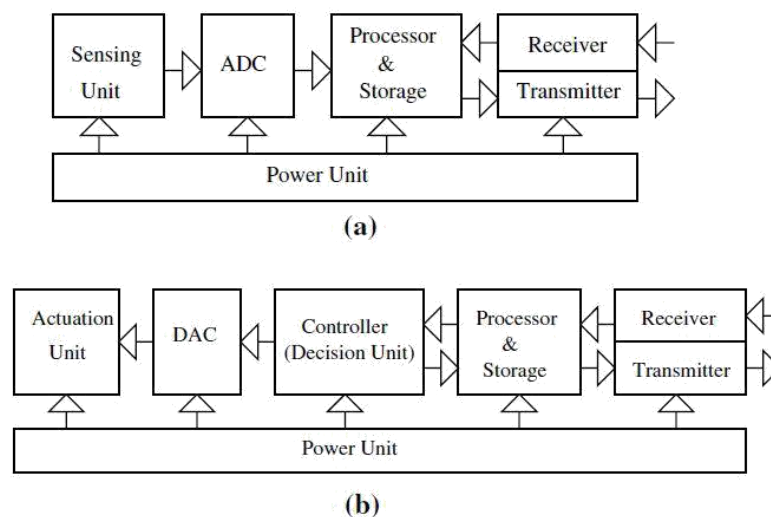 Sensing
Unit
ADC
Processor
&
Storage
Receiver
Transmitter
Power Unit
(a)
Actuation
Unit
DAC
Controller
(Decision Unit)
Processor
&
Storage
Receiver
Transmitter
Power Unit
(b)